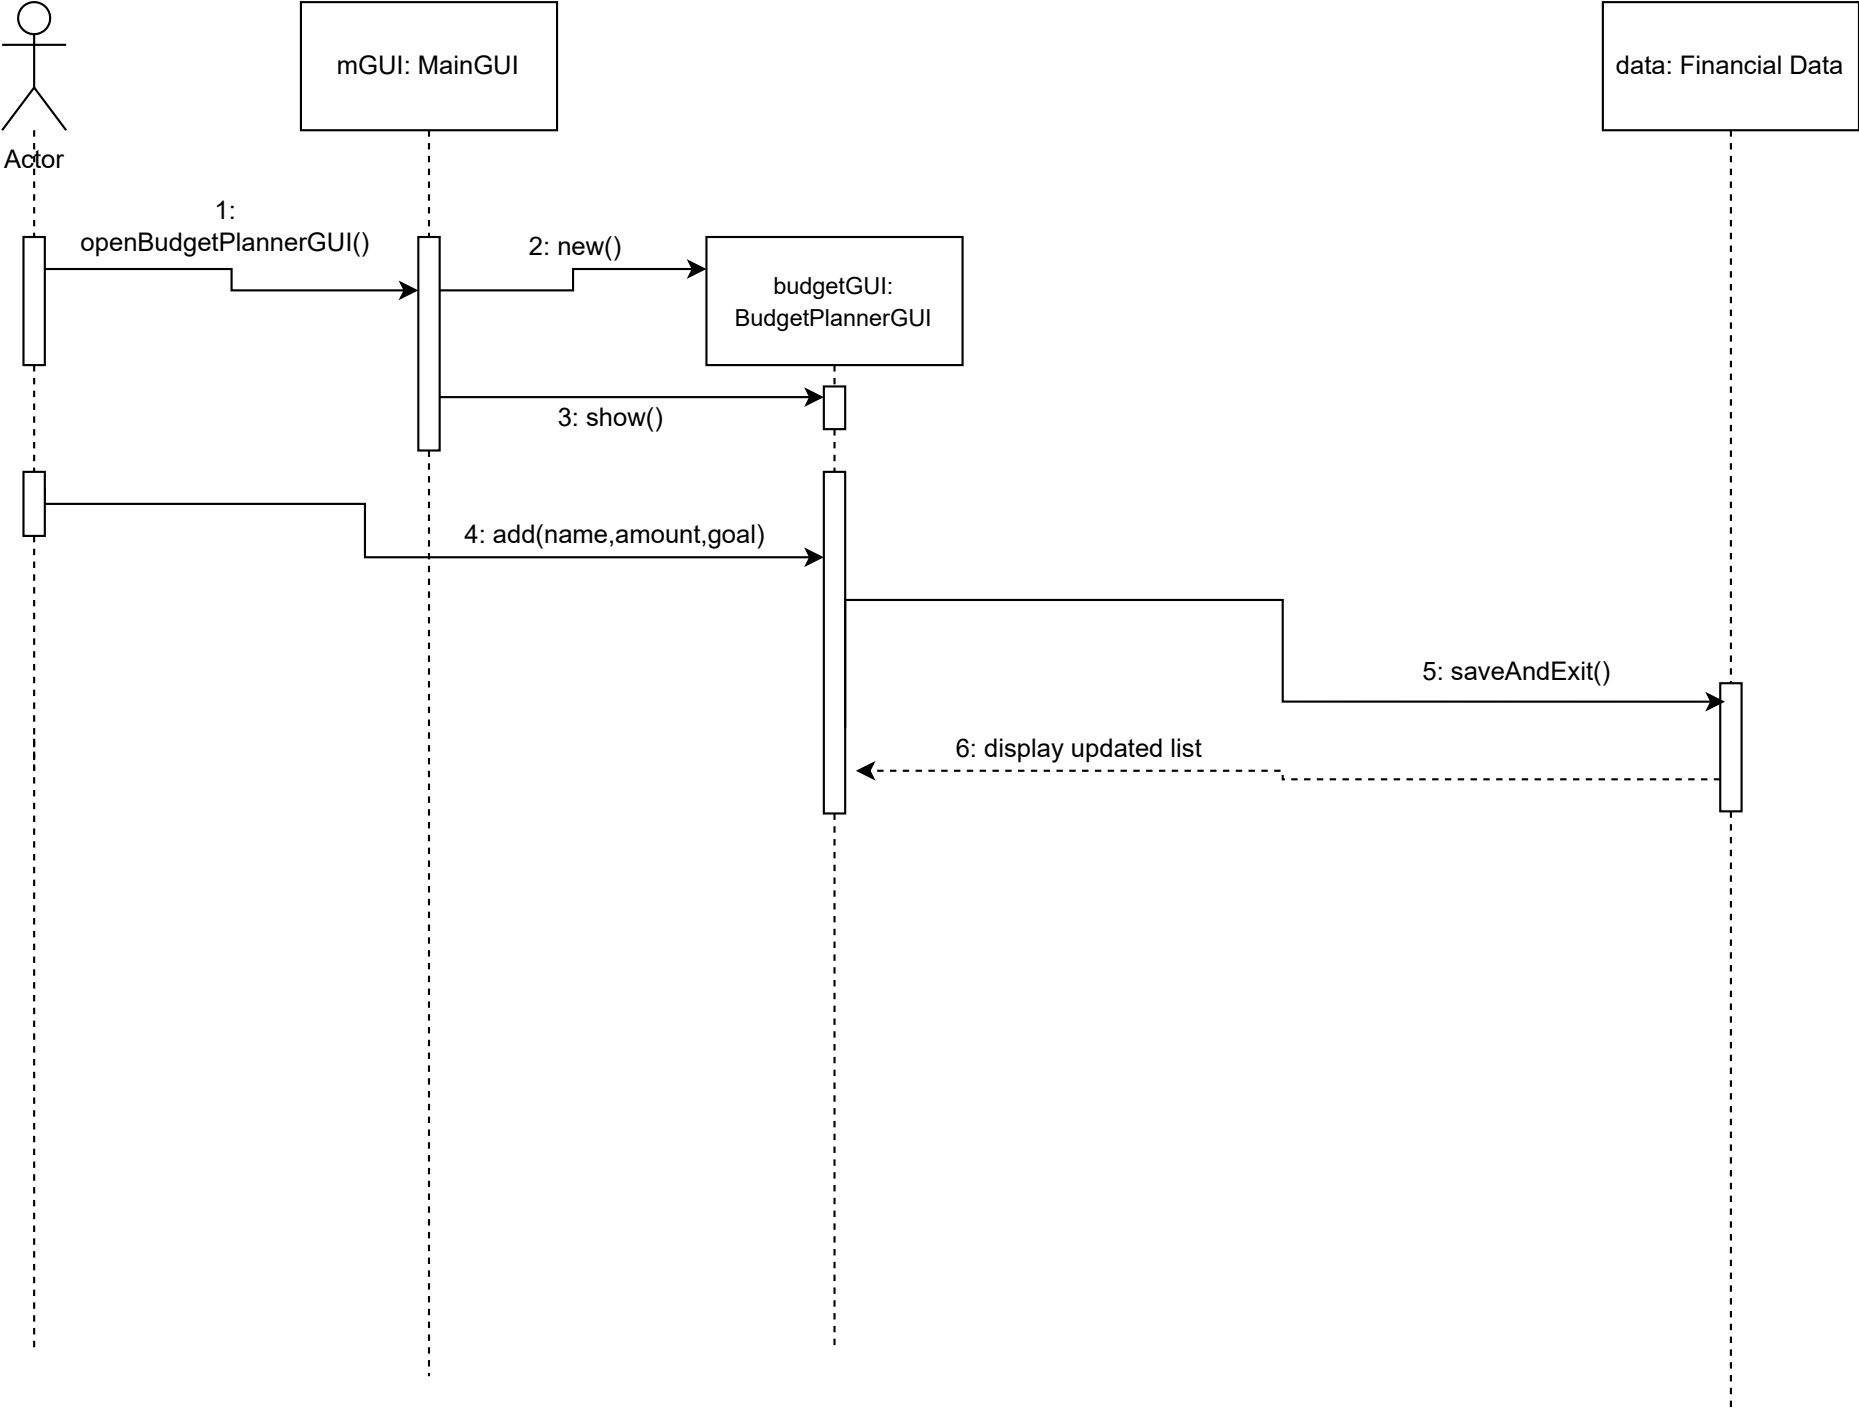 mGUI: MainGUI
data: Financial Data
Actor
1:
openBudgetPlannerGUI()
2: new()
budgetGUI:
BudgetPlannerGUI
3: show()
4: add(name,amount,goal)
5: saveAndExit()
6: display updated list